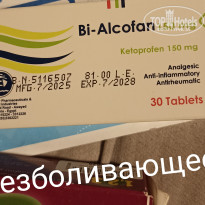 Bi-Alcofan
Ketoprofen 150 mg
Analgesic
Anti-inflammatory
Antirheumatic
B.N-5116507
MFG:7/2025
81.00 L.E.
EXP:7/2028
30 Tablets
езболивающее